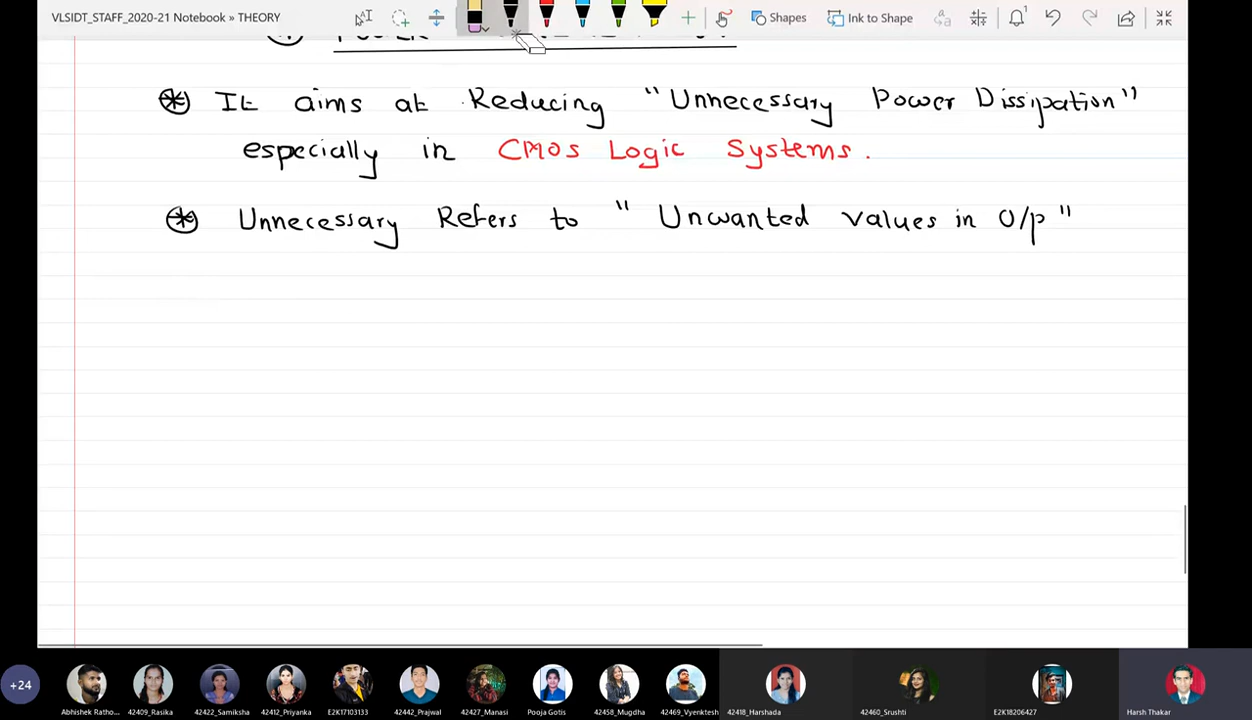 VLSIDT_STAFF_2020-21 Notebook » THEORY
Shapes
Ink to Shape
It aims at Reducing "Unnecessary Power Dissipation"
especially in CMOS Logic Systems.
Unnecessary Refers to " Unwanted values in O/p "
+24
Abhishek Ratho...
42409_Rasika
42422_Samiksha
42412_Priyanka
E2K17103133
42442_Prajwal
42427_Manasi
Pooja Gotis
42458_Mugdha
42469_Vyenktesh
42418_Harshada
42460_Srushti
E2K18206427
Harsh Thakar